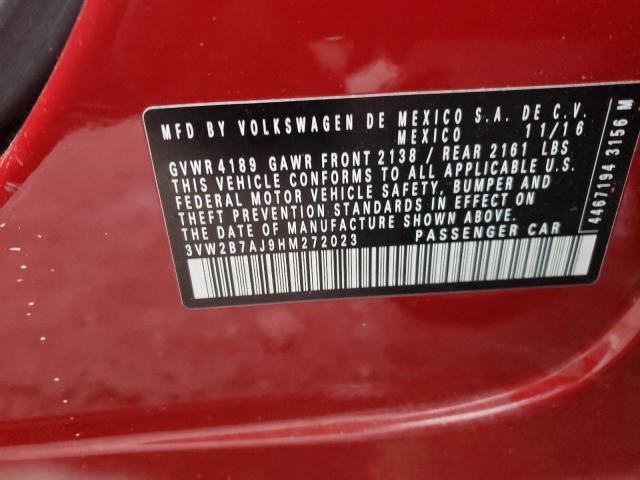 MFD BY VOLKSWAGEN DE MEXICO S.A. DE C.V.
MEXICO 11/16
GVWR 4189 GAWR FRONT 2138 / REAR 2161 LBS
THIS VEHICLE CONFORMS TO ALL APPLICABLE U.S.
FEDERAL MOTOR VEHICLE SAFETY, BUMPER AND
THEFT PREVENTION STANDARDS IN EFFECT ON
THE DATE OF MANUFACTURE SHOWN ABOVE.
3VW2B7AJ9HM272023 PASSENGER CAR
4467194 3156 M